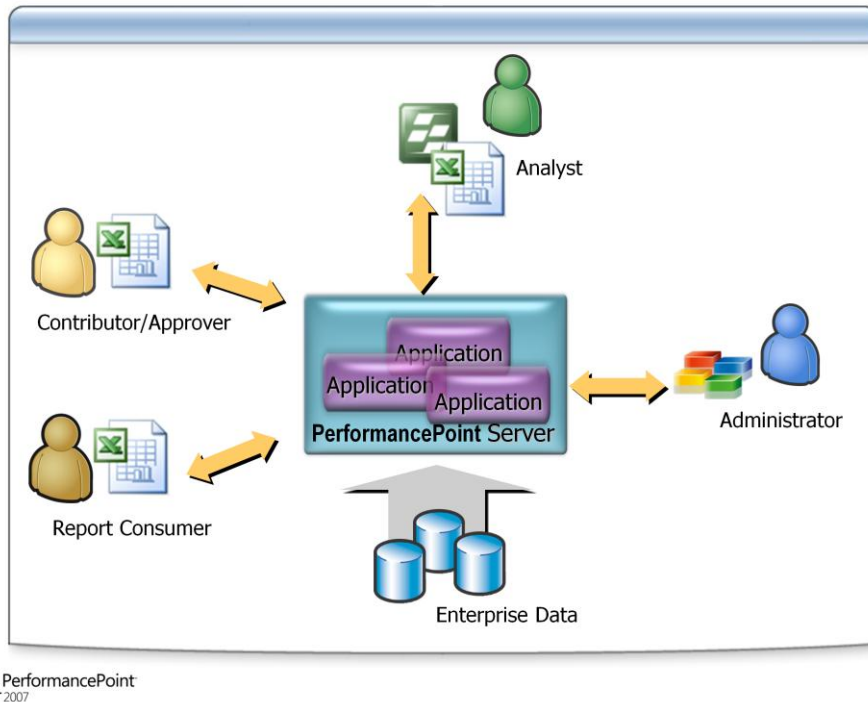 Analyst
Contributor/Approver
Application
Application
Application
PerformancePoint Server
Administrator
Report Consumer
Enterprise Data
PerformancePoint
2007